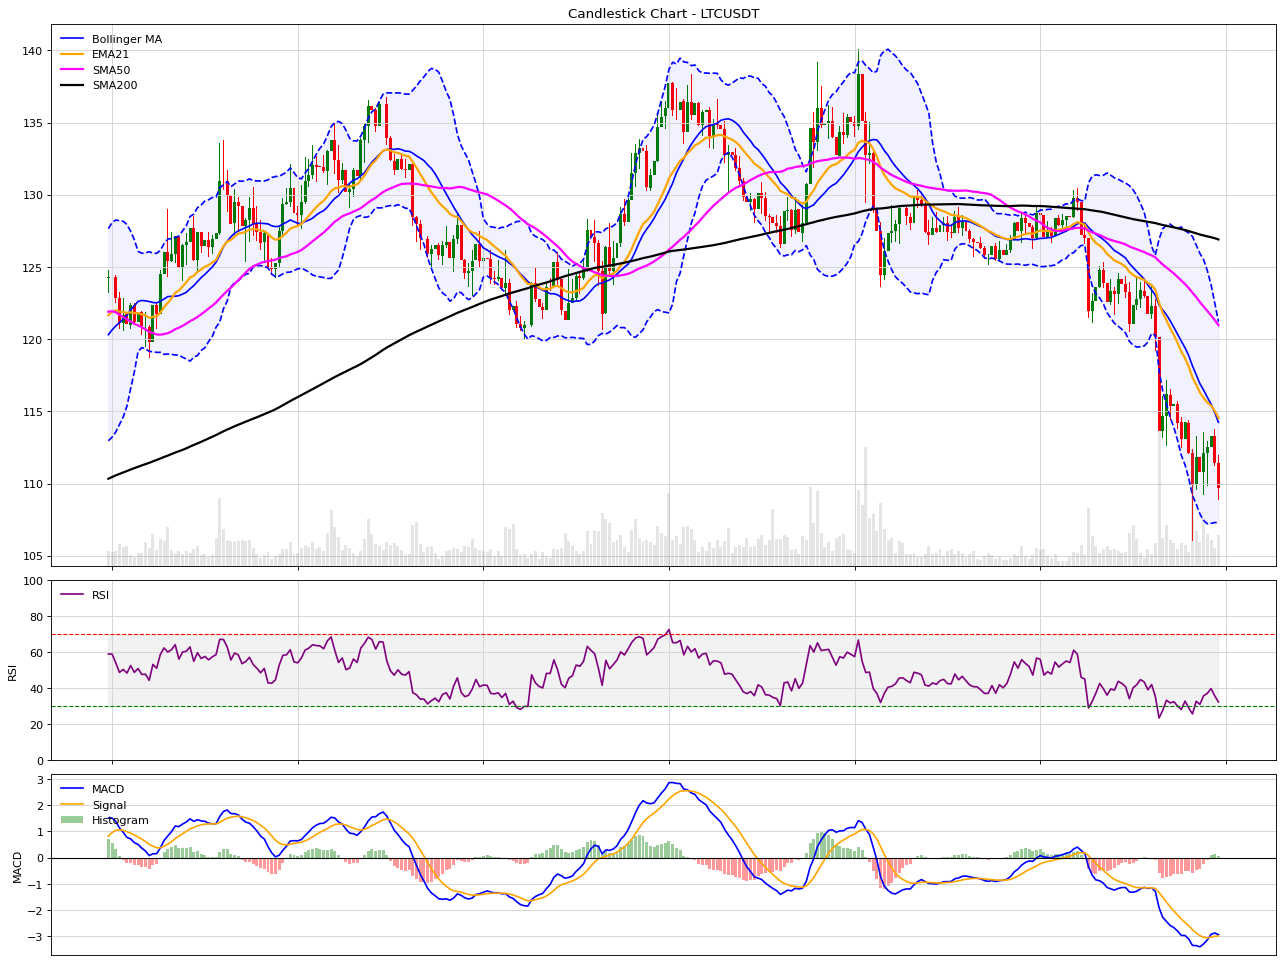 Candlestick Chart - LTCUSDT
Bollinger MA
EMA21
SMA50
SMA200
140
135
130
125
120
115
110
105
RSI
100
80
60
40
20
0
RSI
MACD
Signal
Histogram
3
2
1
0
−1
−2
−3
MACD